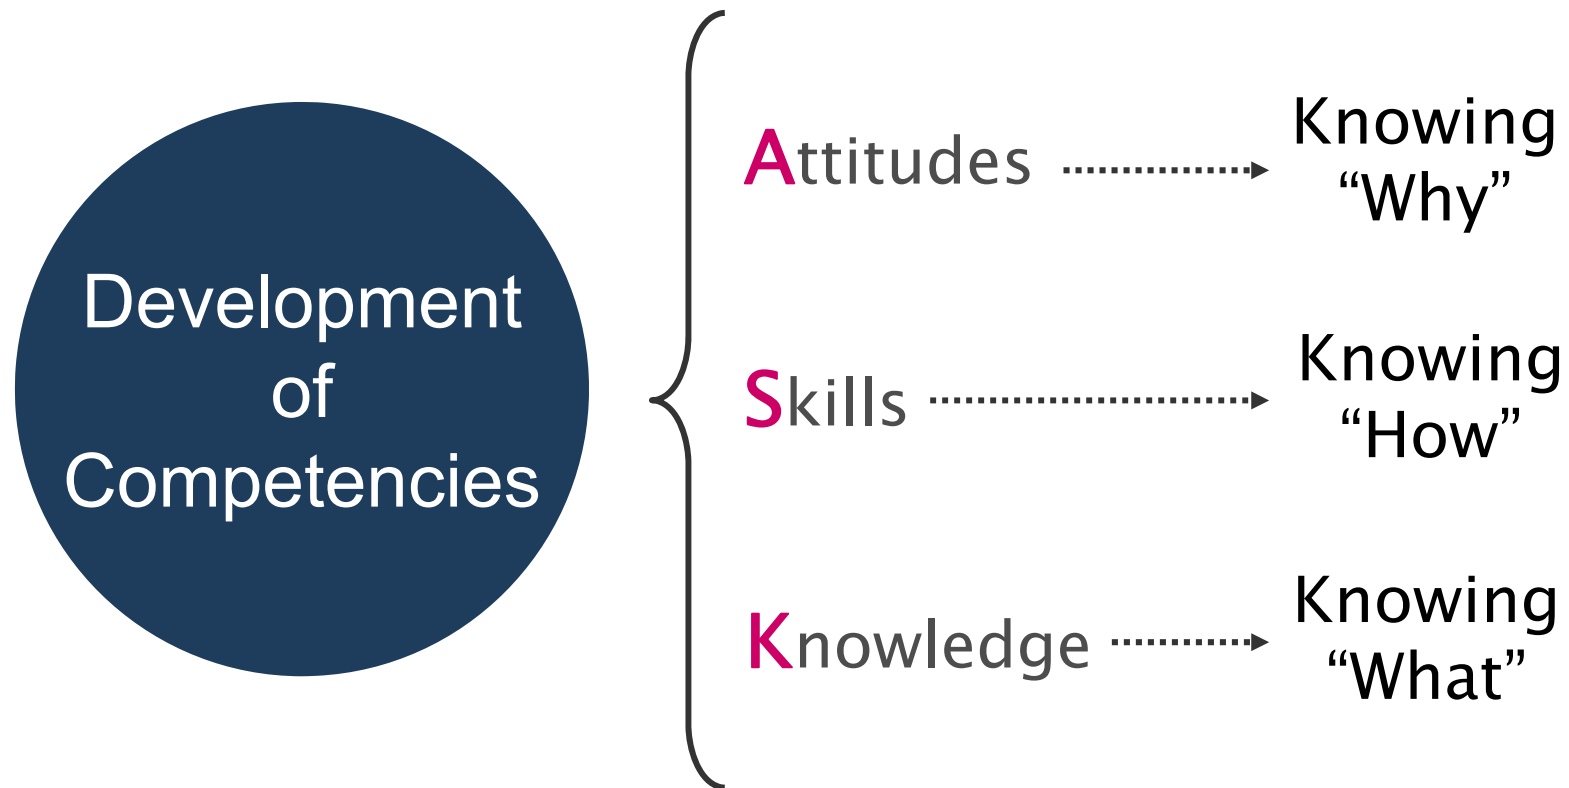 Development
of
Competencies
Attitudes
Knowing
“Why”
Skills
Knowing
“How”
Knowledge
Knowing
“What”